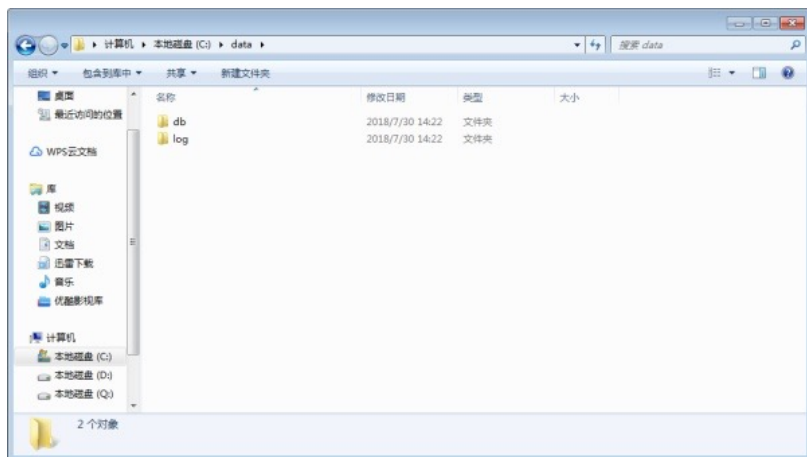 计算机 本地磁盘 (C:) data 搜索 data
组织 包含到库中 共享 新建文件夹
桌面
最近访问的位置
WPS云文档
库
视频
图片
文档
迅雷下载
音乐
优酷影视库
计算机
本地磁盘 (C:)
本地磁盘 (D:)
本地磁盘 (Q:)
名称 修改日期 类型 大小
db 2018/7/30 14:22 文件夹
log 2018/7/30 14:22 文件夹
2 个对象